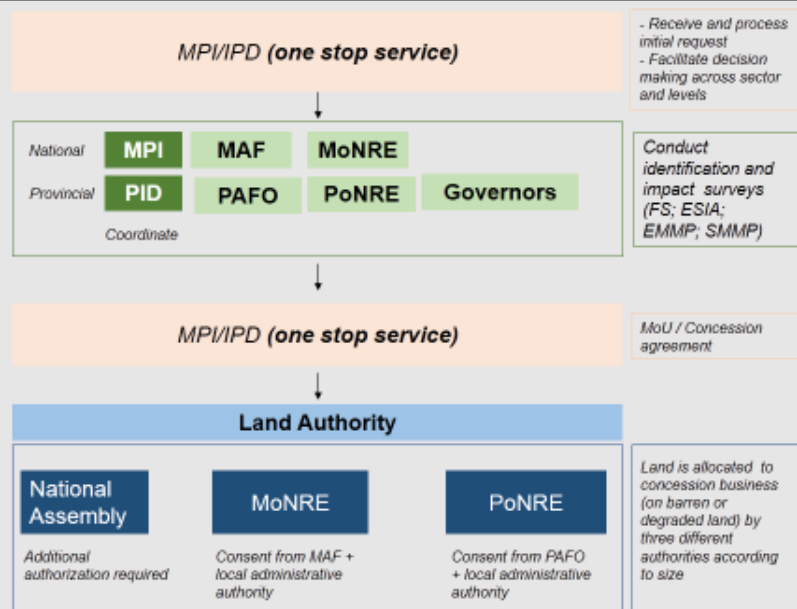 MPI/IPD (one stop service)
- Receive and process
initial request
- Facilitate decision
making across sector
and levels
National
MPI
MAF
MoNRE
Provincial
PID
PAFO
PoNRE
Governors
Coordinate
Conduct
identification and
impact surveys
(FS; ESIA;
EMMP; SMMP)
MPI/IPD (one stop service)
MoU / Concession
agreement
Land Authority
National
Assembly
MoNRE
PoNRE
Additional
authorization required
Consent from MAF +
local administrative
authority
Consent from PAFO
+ local administrative
authority
Land is allocated to
concession business
(on barren or
degraded land) by
three different
authorities according
to size